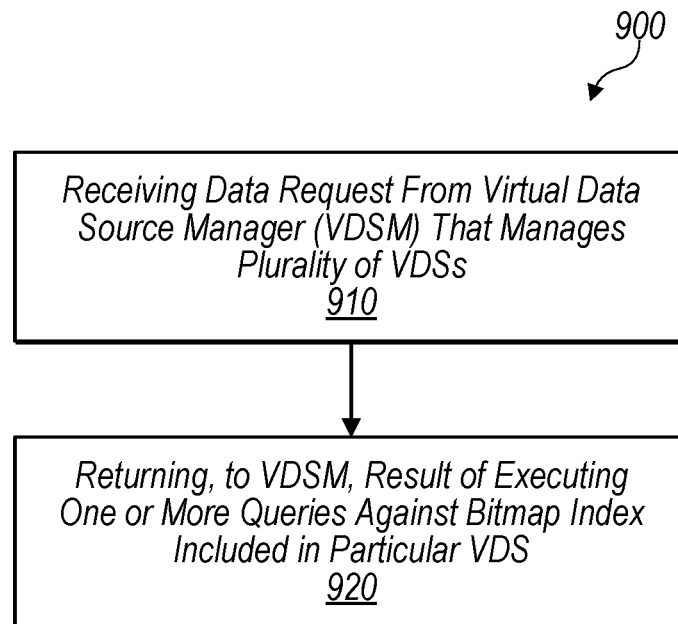 900
Receiving Data Request From Virtual Data
Source Manager (VDSM) That Manages
Plurality of VDSs
910
Returning, to VDSM, Result of Executing
One or More Queries Against Bitmap Index
Included in Particular VDS
920